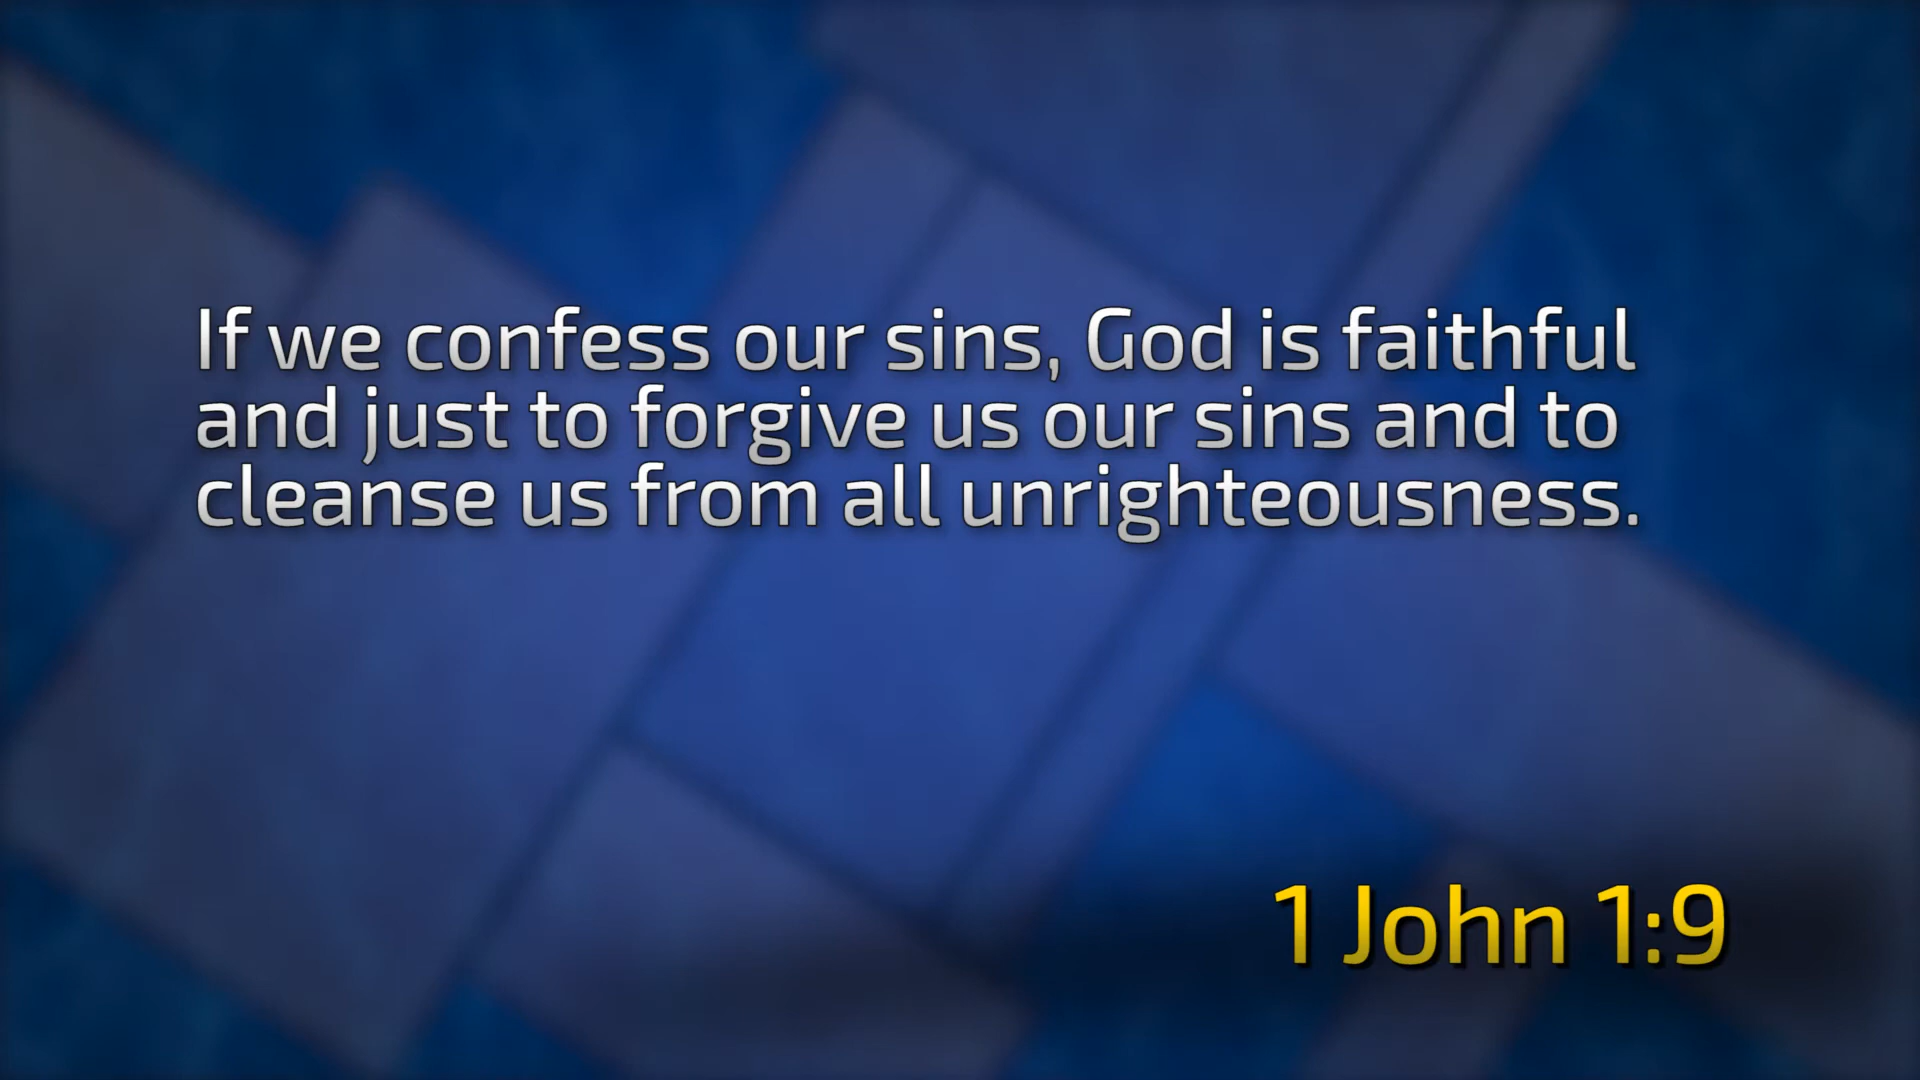 If we confess our sins, God is faithful
and just to forgive us our sins and to
cleanse us from all unrighteousness.
1 John 1:9